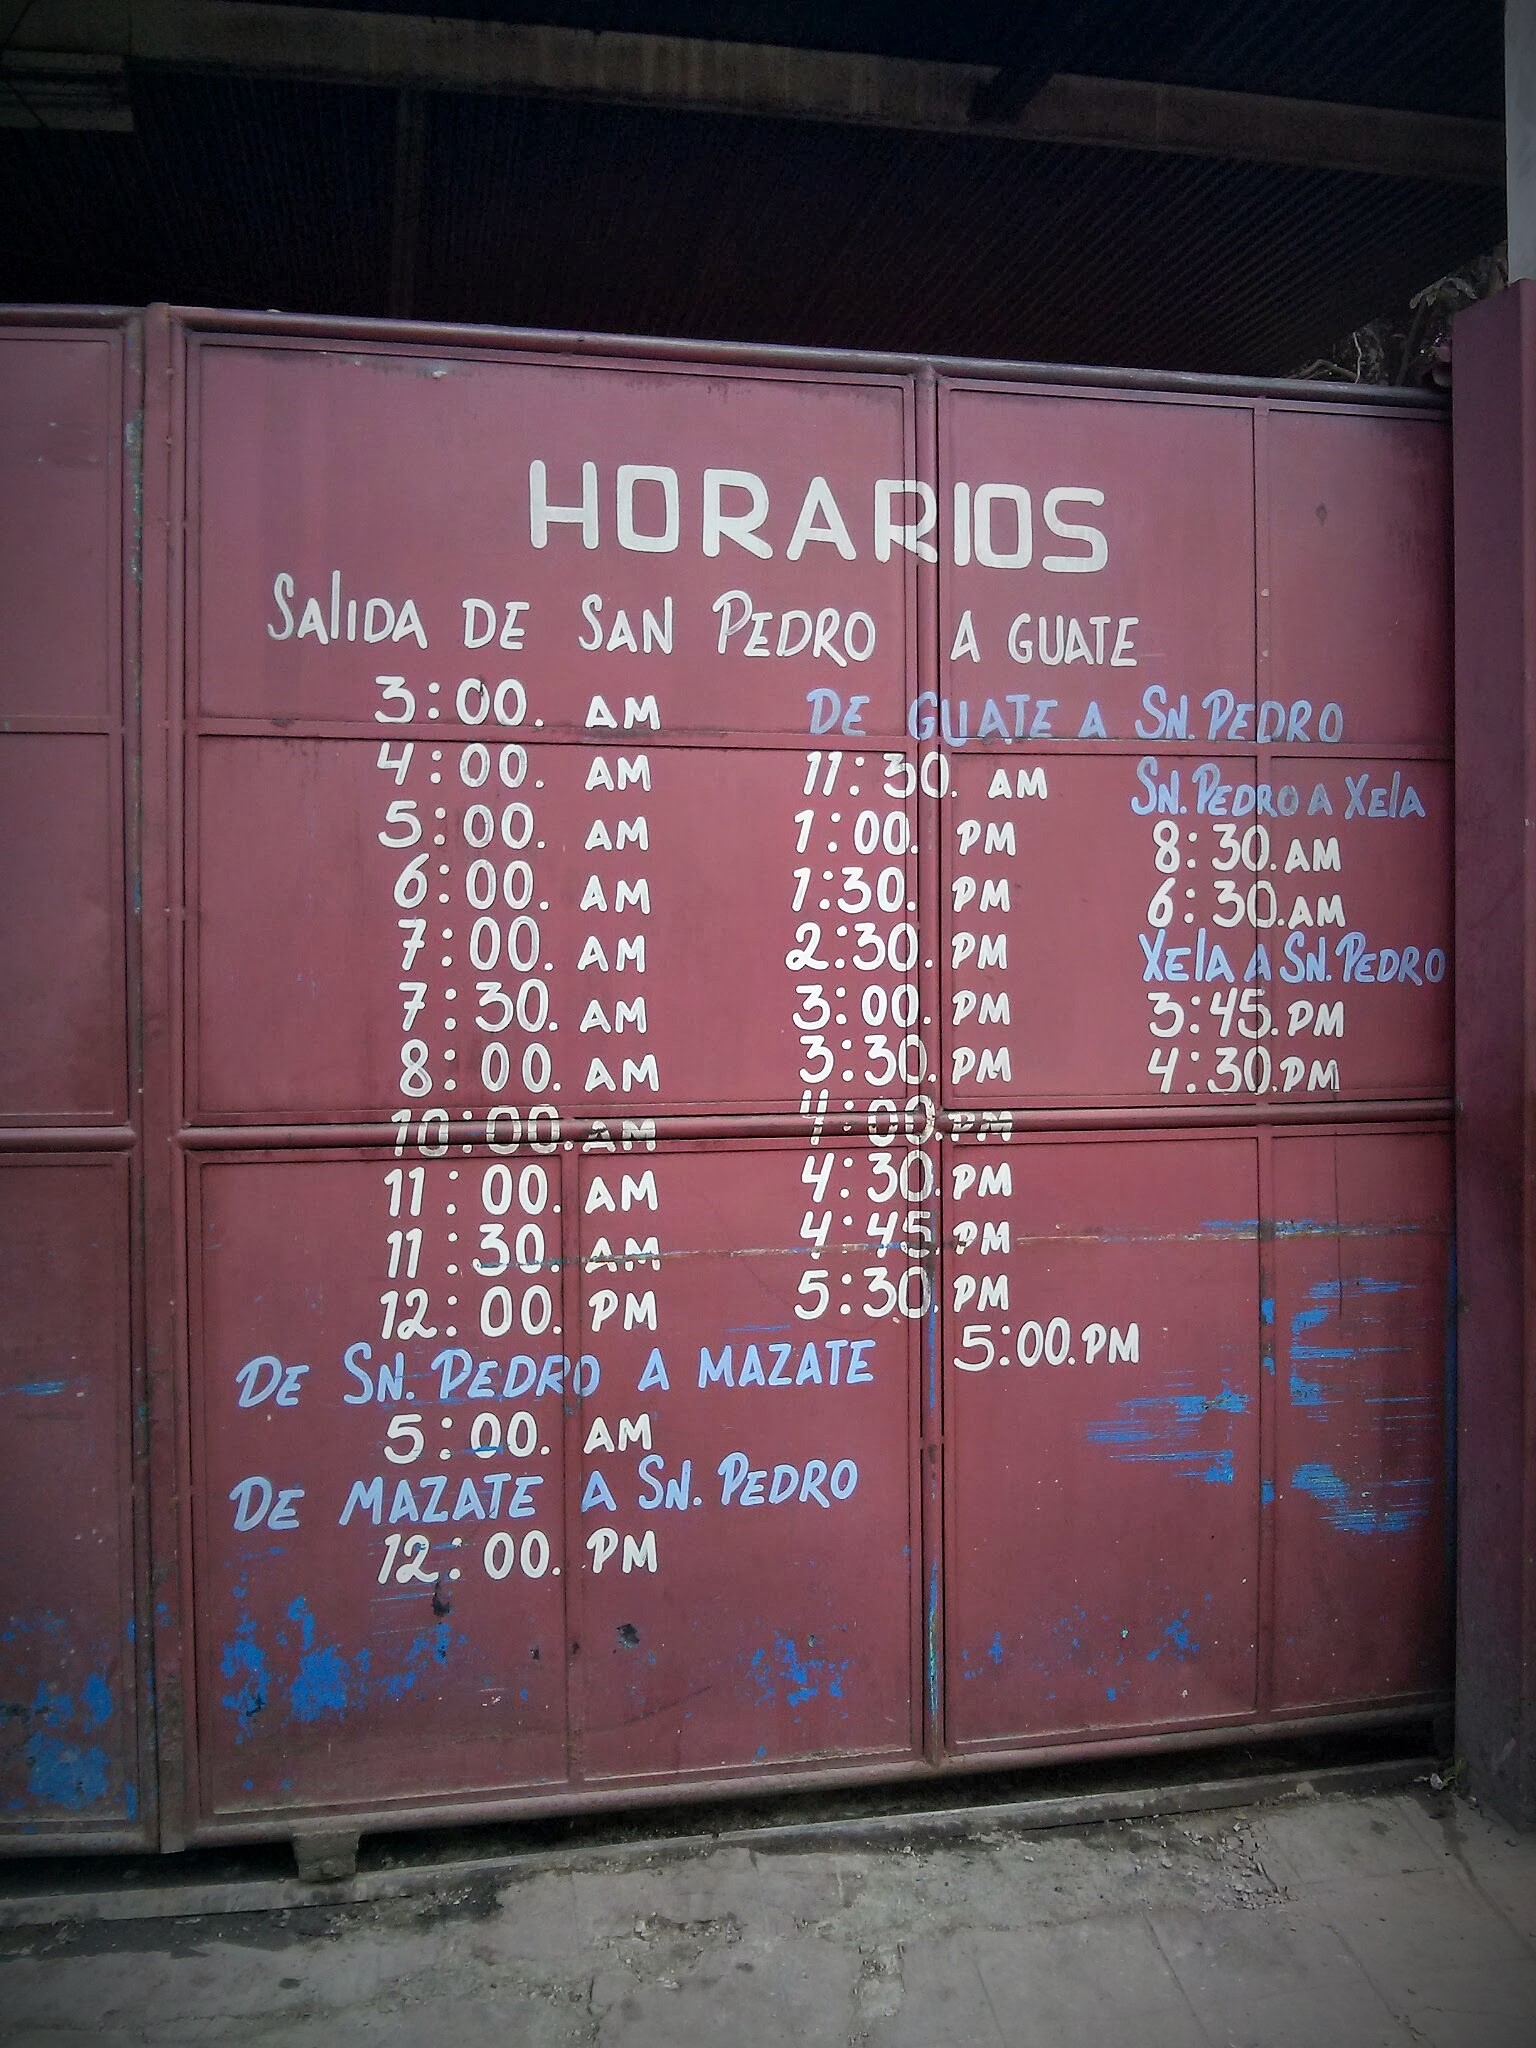 HORARIOS
SALIDA DE SAN PEDRO A GUATE
3:00. AM
4:00. AM
5:00. AM
6:00. AM
7:00. AM
7:30. AM
8:00. AM
10:00. AM
11:00. AM
11:30. AM
12:00. PM
DE SN. PEDRO A MAZATE
5:00. AM
DE MAZATE A SN. PEDRO
12:00. PM
DE GUATE A SN. PEDRO
11:30. AM
1:00. PM
1:30. PM
2:30. PM
3:00. PM
3:30. PM
4:00. PM
4:30. PM
4:45. PM
5:30. PM
5:00. PM
SN. PEDRO A XELA
8:30. AM
6:30. AM
XELA A SN. PEDRO
3:45. PM
4:30. PM